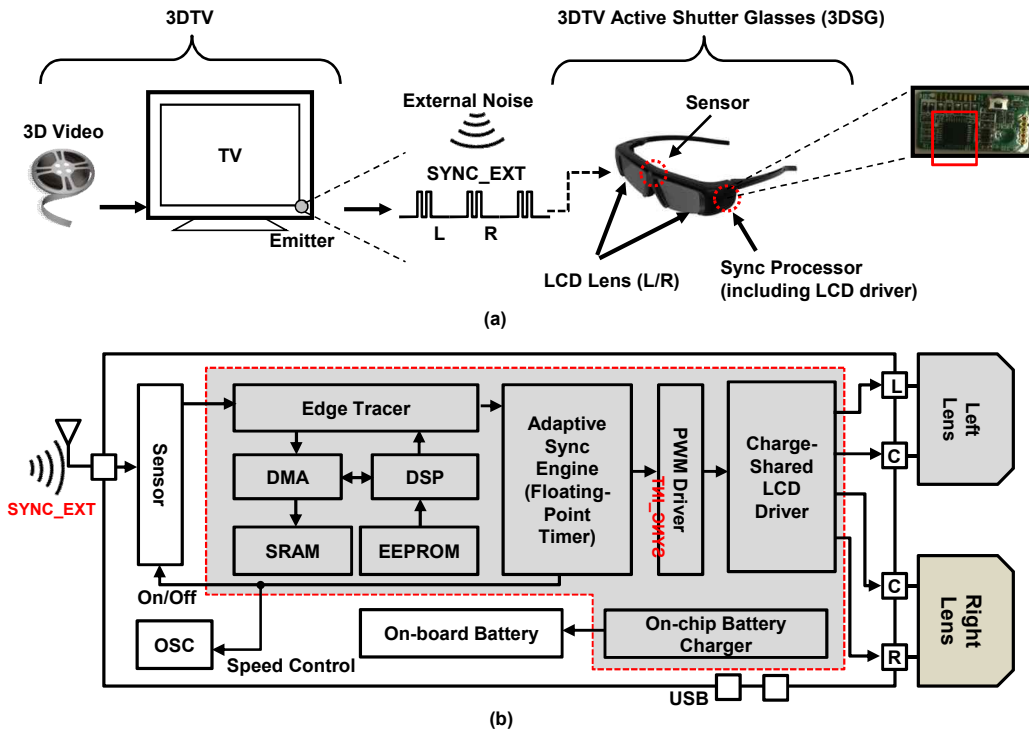 3DTV
3DTV Active Shutter Glasses (3DSG)
3D Video
TV
Emitter
External Noise
SYNC_EXT
L
R
Sensor
LCD Lens (L/R)
Sync Processor
(including LCD driver)
(a)
SYNC_EXT
Sensor
Edge Tracer
DMA
DSP
SRAM
EEPROM
Adaptive
Sync
Engine
(Floating-
Point
Timer)
SYNC_INT
PWM Driver
Charge-
Shared
LCD
Driver
L
C
Left
Lens
C
R
Right
Lens
On/Off
OSC
Speed Control
On-board Battery
On-chip Battery
Charger
USB
(b)